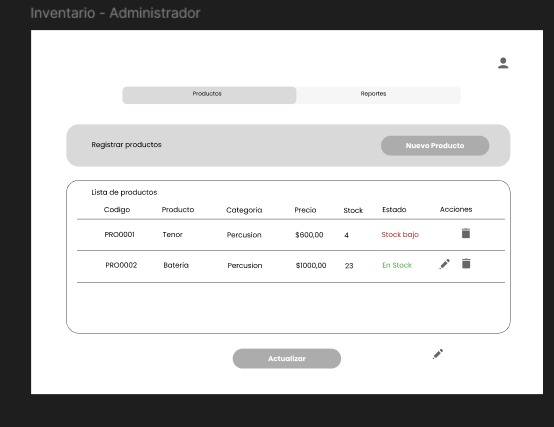 Inventario - Administrador
Productos Reportes
Registrar productos Nuevo Producto
Lista de productos
Codigo Producto Categoria Precio Stock Estado Acciones
PRO0001 Tenor Percusion $600,00 4 Stock bajo
PRO0002 Bateria Percusion $1000,00 23 En Stock
Actualizar